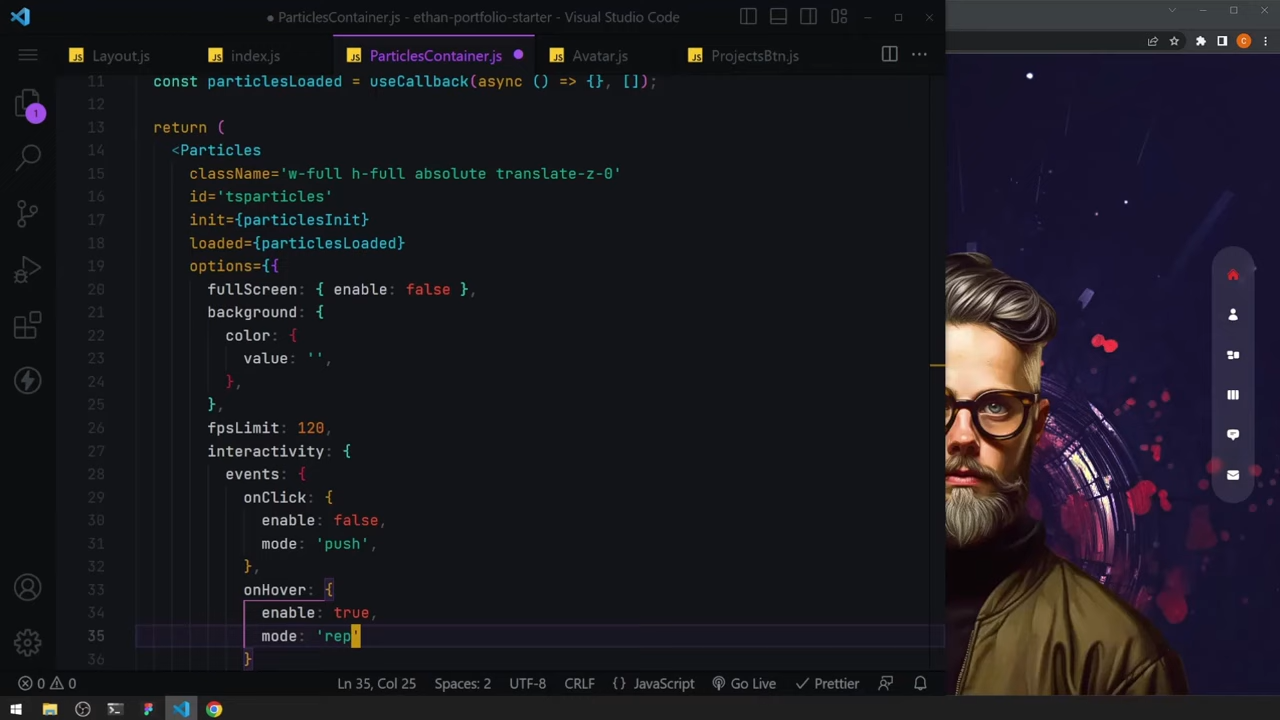 ● ParticlesContainer.js - ethan-portfolio-starter - Visual Studio Code
Layout.js index.js ParticlesContainer.js Avatar.js ProjectsBtn.js
11 const particlesLoaded = useCallback(async () => {}, []);
12
13 return (
14 <Particles
15 className='w-full h-full absolute translate-z-0'
16 id='tsparticles'
17 init={particlesInit}
18 loaded={particlesLoaded}
19 options={{
20 fullScreen: { enable: false },
21 background: {
22 color: {
23 value: '',
24 },
25 },
26 fpsLimit: 120,
27 interactivity: {
28 events: {
29 onClick: {
30 enable: false,
31 mode: 'push',
32 },
33 onHover: {
34 enable: true,
35 mode: 'rep'
36 }
1
0 0 Ln 35, Col 25 Spaces: 2 UTF-8 CRLF {} JavaScript Go Live Prettier